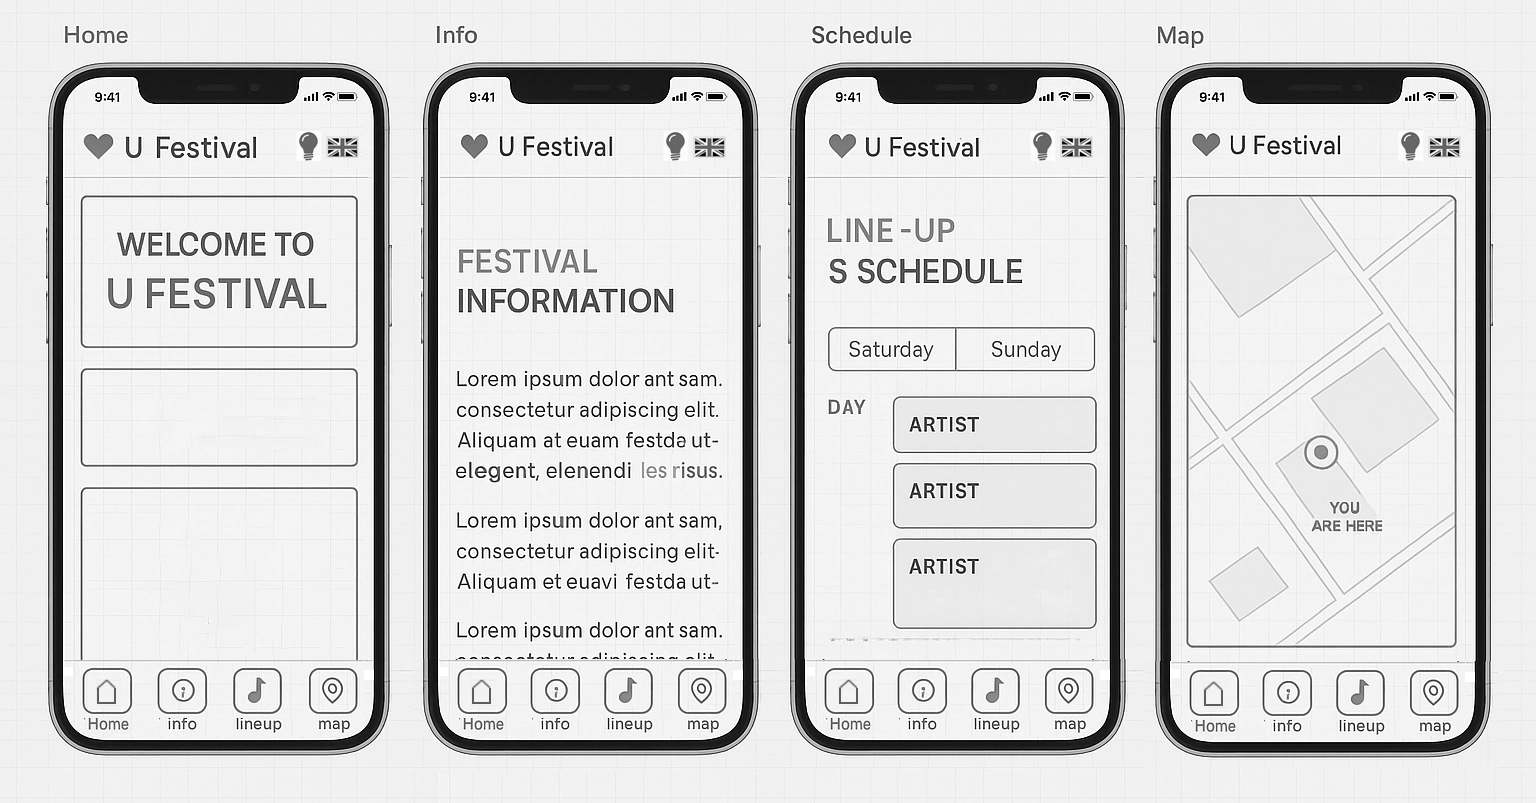 Home
9:41
U Festival
WELCOME TO
U FESTIVAL
Home
info
lineup
map
Info
9:41
U Festival
FESTIVAL
INFORMATION
Lorem ipsum dolor ant sam.
consectetur adipiscing elit.
Aliquam at euam festda ut-
elegent, elenendi les risus.
Lorem ipsum dolor ant sam,
consectetur adipiscing elit-
Aliquam et euavi festda ut-
Lorem ipsum dolor ant sam.
Home
info
lineup
map
Schedule
9:41
U Festival
LINE-UP
S SCHEDULE
Saturday
Sunday
DAY
ARTIST
ARTIST
ARTIST
Home
info
lineup
map
Map
9:41
U Festival
YOU
ARE HERE
Home
info
lineup
map